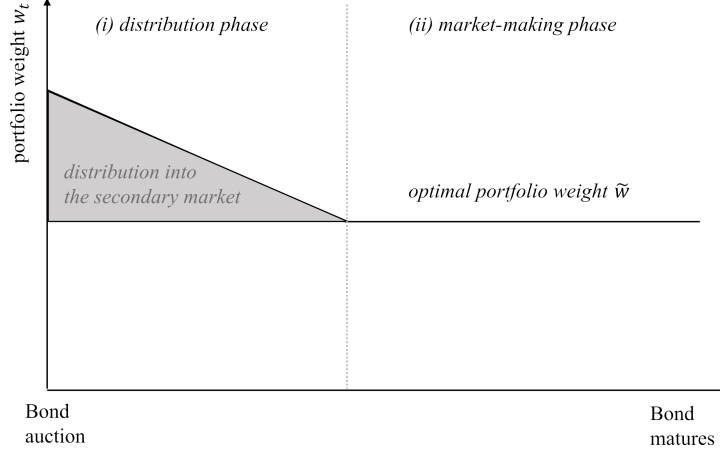 portfolio weight wₜ
(i) distribution phase
(ii) market-making phase
distribution into
the secondary market
optimal portfolio weight w̃
Bond
auction
Bond
matures